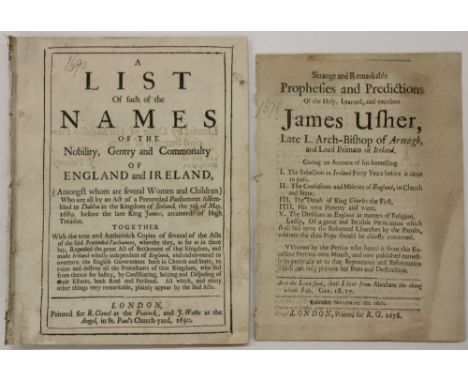 1690
A
LIST
Of such of the
NAMES
OF THE
Nobility, Gentry and Commonalty
OF
ENGLAND and IRELAND,
(Amongst whom are several Women and Children)
Who are all by an Act of a Pretended Parliament Assem-
bled in Dublin in the Kingdom of Ireland, the 7th of May,
1689. before the late King James, attainted of High
Treason.
TOGETHER
With the true and Authentick Copies of several of the Acts
of the said Pretended Parliament, whereby they, as far as in them
lay, Repealed the great Act of Settlement of that Kingdom, and
made Ireland wholly independent of England, and endeavoured to
overturn the English Government both in Church and State, to
ruine and destroy all the Protestants of that Kingdom, who fled
from thence for safety, by Confiscating, Seizing and Disposing of
their Estates, both Real and Personal. All which, and many
other things very remarkable, plainly appear by the said Acts.
LONDON,
Printed for R. Clavel at the Peacock, and J. Watts at the
Angel, in St. Paul's Church-yard, 1690.
1678
Strange and Remarkable
Prophesies and Predictions
Of the Holy, Learned, and excellent
James Usher,
Late L. Arch-Bishop of Armagh,
and Lord Primate of Ireland,
Giving an Account of his foretelling
I. The Rebellion in Ireland Forty Years before it came
to pass.
II. The Confusions and Miseries of England, in Church
and State.
III. The Death of King Charles the First.
IIII. His own Poverty and want.
V. The Divisions in England in matters of Religion.
Lastly, Of a great and Terrible Persecution which
shall fall upon the Reformed Churches by the Papists,
wherein the then Pope should be chiefly concerned.
Written by the Person who heard it from this Ex-
cellent Persons own Mouth, and now published earnest-
ly to perswade us to that Repentance and Reformation
which can only prevent our Ruin and Destruction.
And the Lord said, shall I hide from Abraham the thing
which I do. Gen. 18. 17.
LONDON, Printed for R. G. 1678.